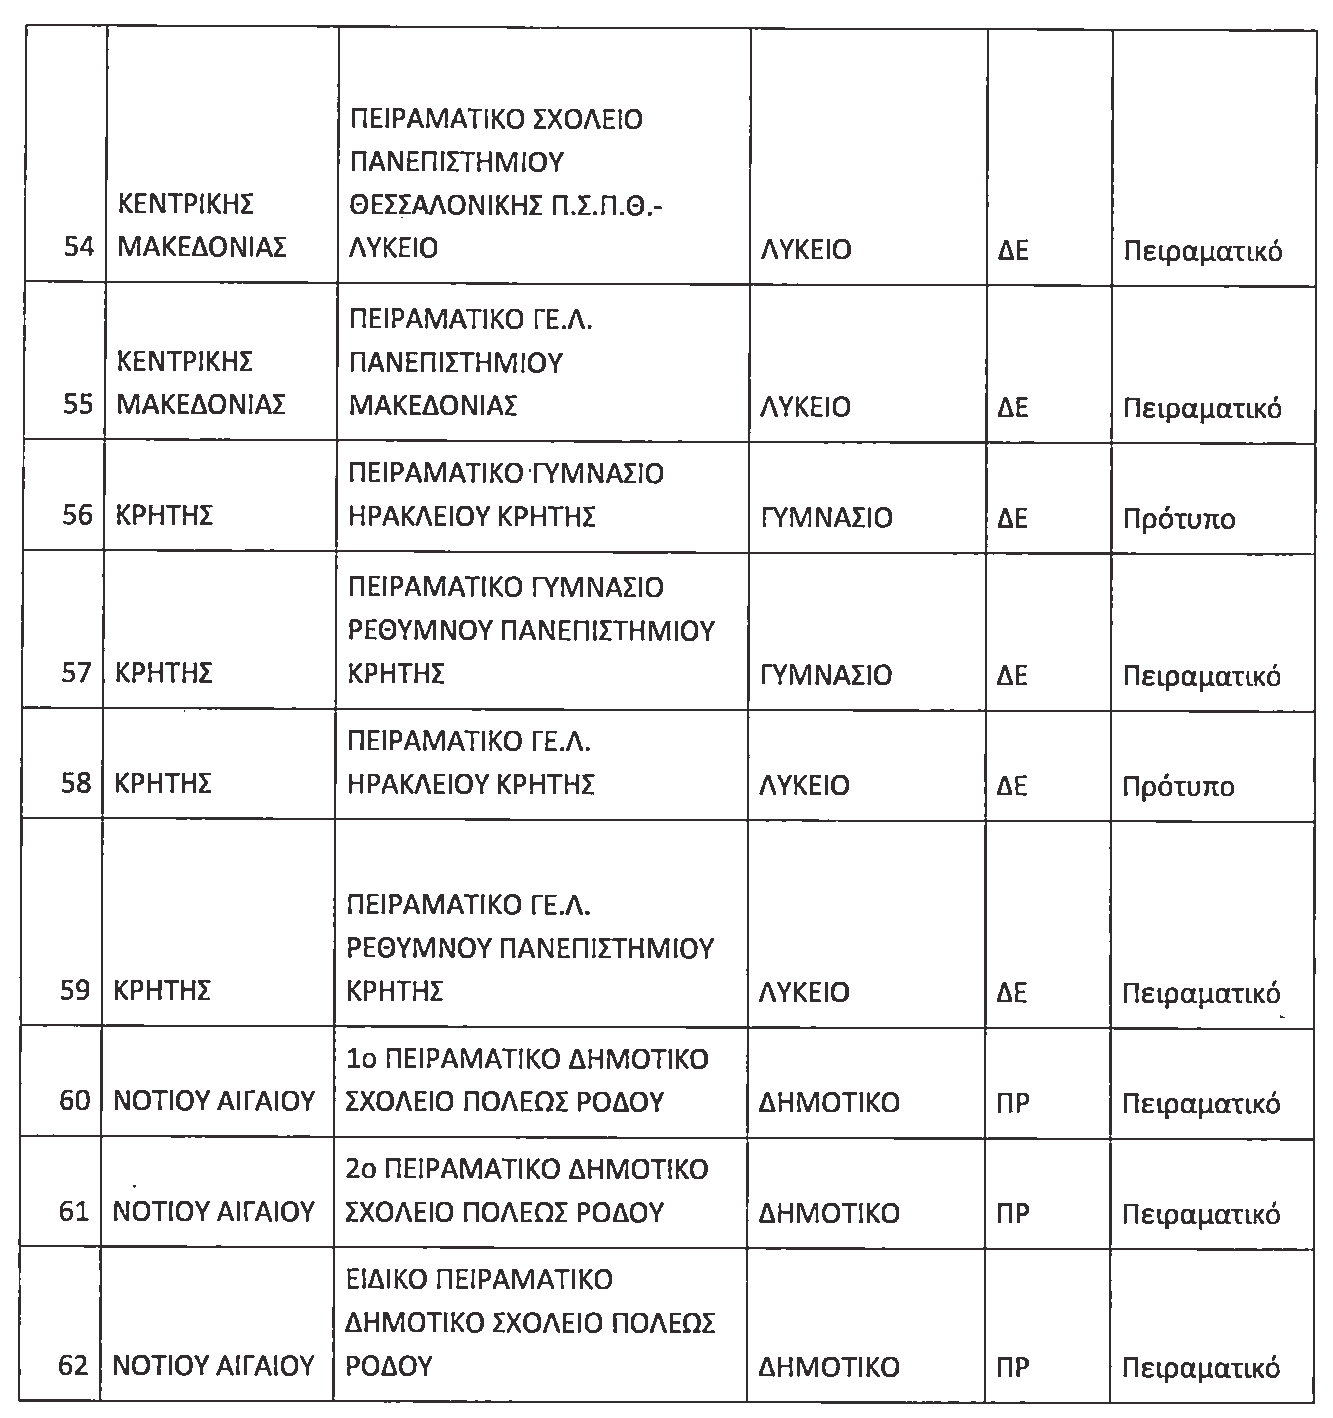 ΠΕΙΡΑΜΑΤΙΚΟ ΣΧΟΛΕΙΟ
ΠΑΝΕΠΙΣΤΗΜΙΟΥ
ΚΕΝΤΡΙΚΗΣ ΘΕΣΣΑΛΟΝΙΚΗΣ Π.Σ.Π.Θ.-
54 ΜΑΚΕΔΟΝΙΑΣ ΛΥΚΕΙΟ ΛΥΚΕΙΟ ΔΕ Πειραματικό
ΠΕΙΡΑΜΑΤΙΚΟ ΓΕ.Λ.
ΚΕΝΤΡΙΚΗΣ ΠΑΝΕΠΙΣΤΗΜΙΟΥ
55 ΜΑΚΕΔΟΝΙΑΣ ΜΑΚΕΔΟΝΙΑΣ ΛΥΚΕΙΟ ΔΕ Πειραματικό
ΠΕΙΡΑΜΑΤΙΚΟ ΓΥΜΝΑΣΙΟ
56 ΚΡΗΤΗΣ ΗΡΑΚΛΕΙΟΥ ΚΡΗΤΗΣ ΓΥΜΝΑΣΙΟ ΔΕ Πρότυπο
ΠΕΙΡΑΜΑΤΙΚΟ ΓΥΜΝΑΣΙΟ
ΡΕΘΥΜΝΟΥ ΠΑΝΕΠΙΣΤΗΜΙΟΥ
57 ΚΡΗΤΗΣ ΚΡΗΤΗΣ ΓΥΜΝΑΣΙΟ ΔΕ Πειραματικό
ΠΕΙΡΑΜΑΤΙΚΟ ΓΕ.Λ.
58 ΚΡΗΤΗΣ ΗΡΑΚΛΕΙΟΥ ΚΡΗΤΗΣ ΛΥΚΕΙΟ ΔΕ Πρότυπο
ΠΕΙΡΑΜΑΤΙΚΟ ΓΕ.Λ.
ΡΕΘΥΜΝΟΥ ΠΑΝΕΠΙΣΤΗΜΙΟΥ
59 ΚΡΗΤΗΣ ΚΡΗΤΗΣ ΛΥΚΕΙΟ ΔΕ Πειραματικό
1ο ΠΕΙΡΑΜΑΤΙΚΟ ΔΗΜΟΤΙΚΟ
60 ΝΟΤΙΟΥ ΑΙΓΑΙΟΥ ΣΧΟΛΕΙΟ ΠΟΛΕΩΣ ΡΟΔΟΥ ΔΗΜΟΤΙΚΟ ΠΡ Πειραματικό
2ο ΠΕΙΡΑΜΑΤΙΚΟ ΔΗΜΟΤΙΚΟ
61 ΝΟΤΙΟΥ ΑΙΓΑΙΟΥ ΣΧΟΛΕΙΟ ΠΟΛΕΩΣ ΡΟΔΟΥ ΔΗΜΟΤΙΚΟ ΠΡ Πειραματικό
ΕΙΔΙΚΟ ΠΕΙΡΑΜΑΤΙΚΟ
ΔΗΜΟΤΙΚΟ ΣΧΟΛΕΙΟ ΠΟΛΕΩΣ
62 ΝΟΤΙΟΥ ΑΙΓΑΙΟΥ ΡΟΔΟΥ ΔΗΜΟΤΙΚΟ ΠΡ Πειραματικό